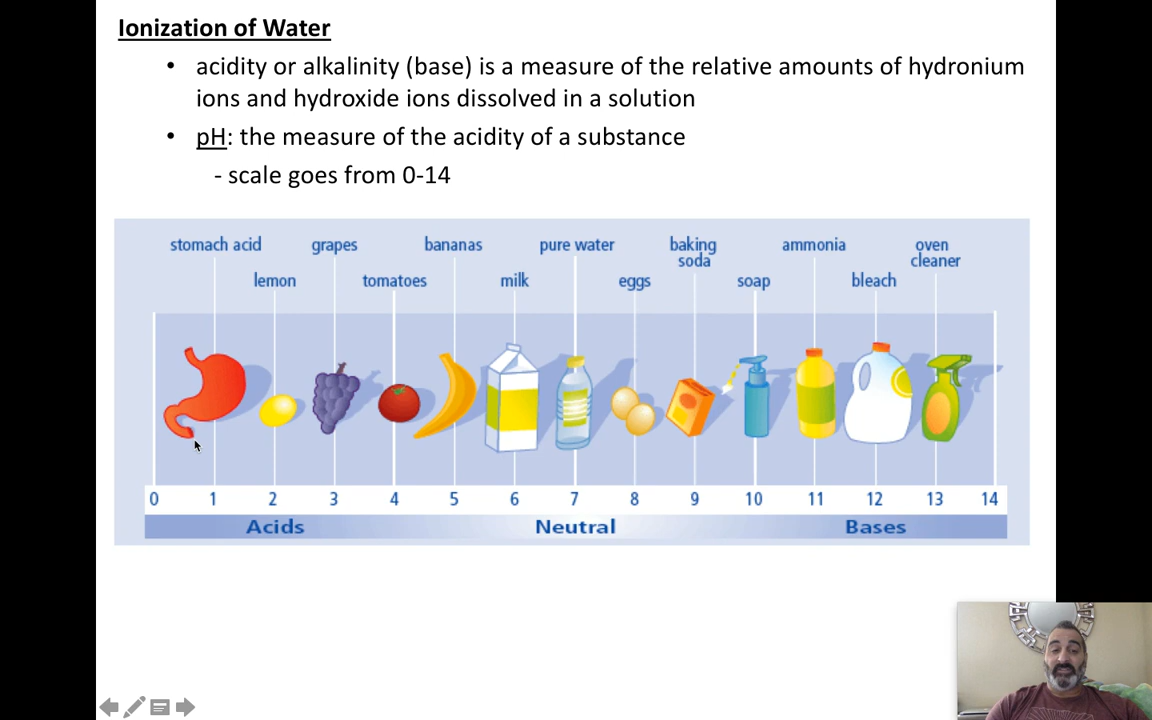 Ionization of Water
• acidity or alkalinity (base) is a measure of the relative amounts of hydronium
ions and hydroxide ions dissolved in a solution
• pH: the measure of the acidity of a substance
- scale goes from 0-14
stomach acid grapes bananas pure water baking soda ammonia oven cleaner
lemon tomatoes milk eggs soap bleach
0 1 2 3 4 5 6 7 8 9 10 11 12 13 14
Acids Neutral Bases